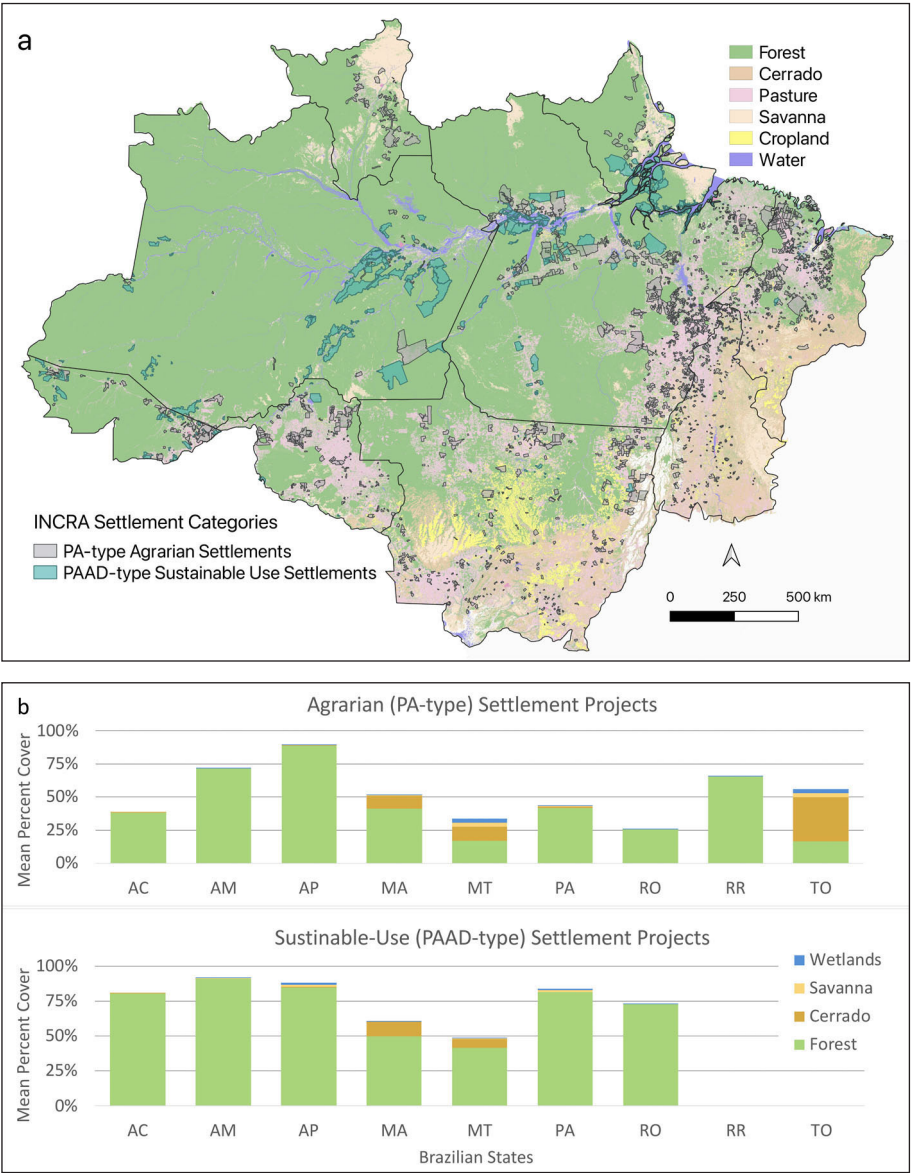 a
Forest
Cerrado
Pasture
Savanna
Cropland
Water
INCRA Settlement Categories
PA-type Agrarian Settlements
PAAD-type Sustainable Use Settlements
0 250 500 km
b
Agrarian (PA-type) Settlement Projects
Mean Percent Cover
100%
75%
50%
25%
0%
AC AM AP MA MT PA RO RR TO
Sustinable-Use (PAAD-type) Settlement Projects
Mean Percent Cover
100%
75%
50%
25%
0%
Wetlands
Savanna
Cerrado
Forest
AC AM AP MA MT PA RO RR TO
Brazilian States